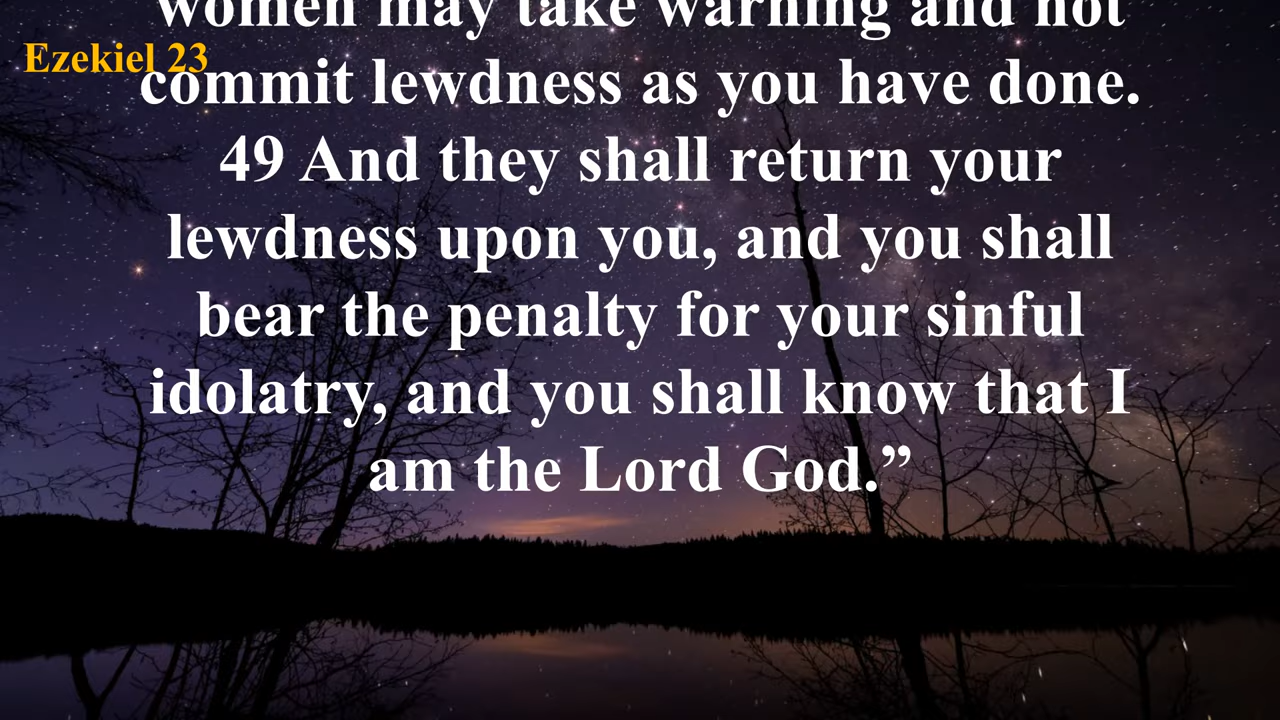 women may take warning and not
Ezekiel 23
commit lewdness as you have done.
49 And they shall return your
lewdness upon you, and you shall
bear the penalty for your sinful
idolatry, and you shall know that I
am the Lord God.”